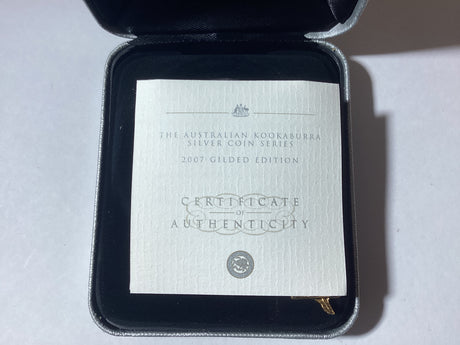 THE AUSTRALIAN KOOKABURRA
SILVER COIN SERIES
2007 GILDED EDITION
CERTIFICATE
OF
AUTHENTICITY